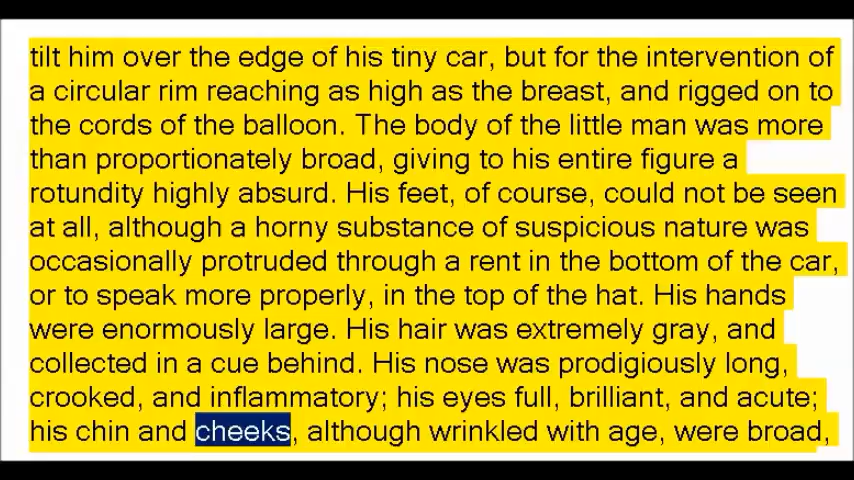 tilt him over the edge of his tiny car, but for the intervention of
a circular rim reaching as high as the breast, and rigged on to
the cords of the balloon. The body of the little man was more
than proportionately broad, giving to his entire figure a
rotundity highly absurd. His feet, of course, could not be seen
at all, although a horny substance of suspicious nature was
occasionally protruded through a rent in the bottom of the car,
or to speak more properly, in the top of the hat. His hands
were enormously large. His hair was extremely gray, and
collected in a cue behind. His nose was prodigiously long,
crooked, and inflammatory; his eyes full, brilliant, and acute;
his chin and cheeks, although wrinkled with age, were broad,